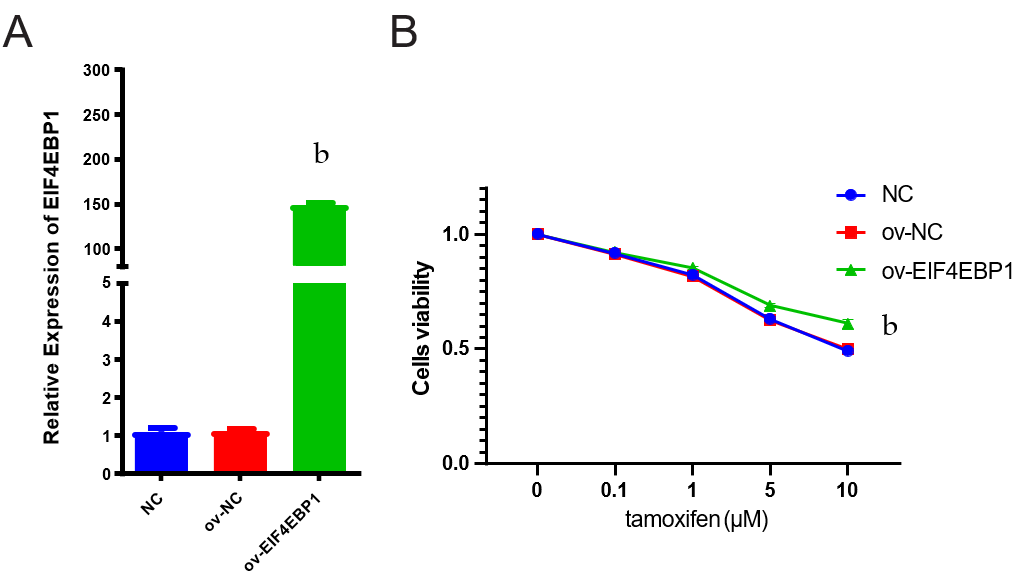 A
Relative Expression of EIF4EBP1
300
250
200
150
100
5
4
3
2
1
0
b
NC
ov-NC
ov-EIF4EBP1
B
Cells viability
1.0
0.5
0.0
0
0.1
1
5
10
tamoxifen (μM)
NC
ov-NC
ov-EIF4EBP1
b